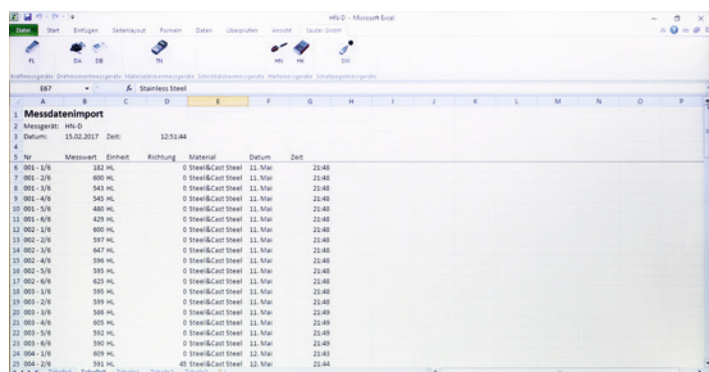 HN-D - Microsoft Excel
Datei Start Einfügen Seitenlayout Formeln Daten Überprüfen Ansicht Sauter GmbH
FL DA DB TN HN HK SW
E67 fx Stainless Steel
A B C D E F G H I J K L M N O P
1 Messdatenimport
2 Messgerät: HN-D
3 Datum: 15.02.2017 Zeit: 12:51:44
4
5 Nr Messwert Einheit Richtung Material Datum Zeit
6 001 - 1/6 182 HL 0 Steel&Cast Steel 11. Mai 21:48
7 001 - 2/6 600 HL 0 Steel&Cast Steel 11. Mai 21:48
8 001 - 3/6 543 HL 0 Steel&Cast Steel 11. Mai 21:48
9 001 - 4/6 545 HL 0 Steel&Cast Steel 11. Mai 21:48
10 001 - 5/6 480 HL 0 Steel&Cast Steel 11. Mai 21:48
11 001 - 6/6 429 HL 0 Steel&Cast Steel 11. Mai 21:48
12 002 - 1/6 600 HL 0 Steel&Cast Steel 11. Mai 21:48
13 002 - 2/6 597 HL 0 Steel&Cast Steel 11. Mai 21:48
14 002 - 3/6 647 HL 0 Steel&Cast Steel 11. Mai 21:48
15 002 - 4/6 596 HL 0 Steel&Cast Steel 11. Mai 21:48
16 002 - 5/6 595 HL 0 Steel&Cast Steel 11. Mai 21:48
17 002 - 6/6 625 HL 0 Steel&Cast Steel 11. Mai 21:48
18 003 - 1/6 595 HL 0 Steel&Cast Steel 11. Mai 21:48
19 003 - 2/6 599 HL 0 Steel&Cast Steel 11. Mai 21:48
20 003 - 3/6 586 HL 0 Steel&Cast Steel 11. Mai 21:49
21 003 - 4/6 605 HL 0 Steel&Cast Steel 11. Mai 21:49
22 003 - 5/6 592 HL 0 Steel&Cast Steel 11. Mai 21:49
23 003 - 6/6 590 HL 0 Steel&Cast Steel 11. Mai 21:49
24 004 - 1/6 609 HL 0 Steel&Cast Steel 12. Mai 21:43
25 004 - 2/6 591 HL 45 Steel&Cast Steel 12. Mai 21:44